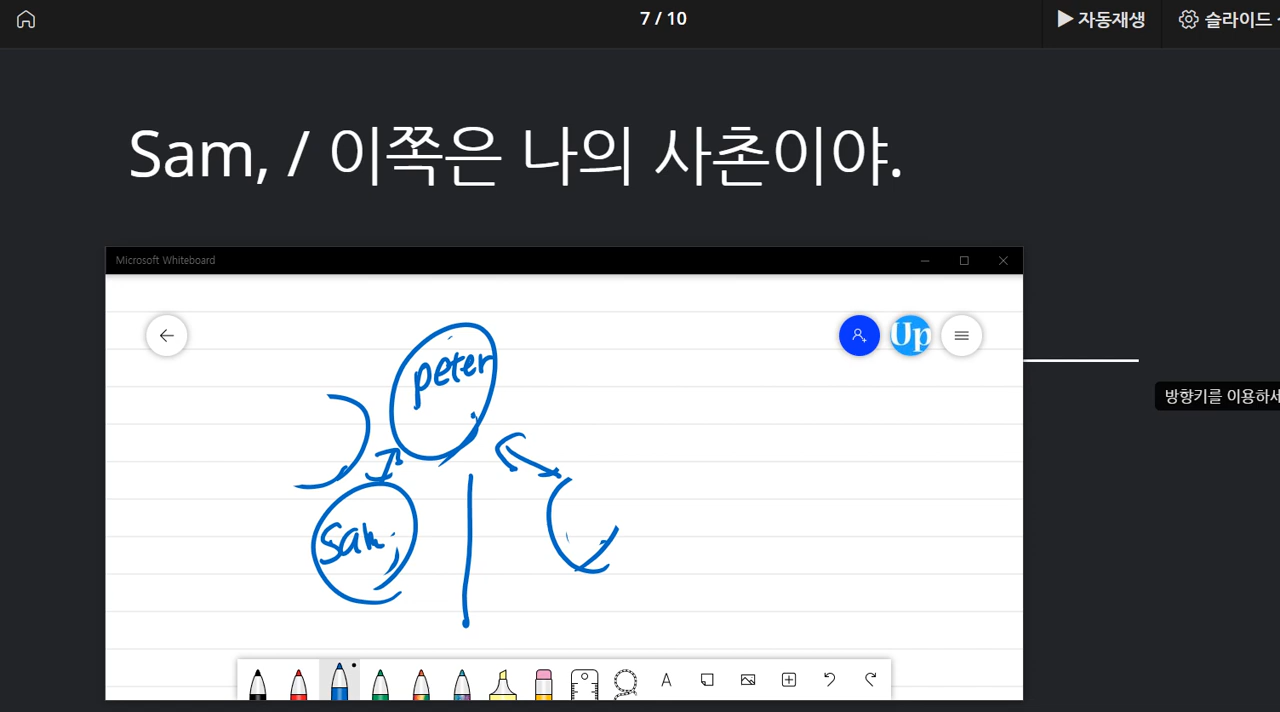 7 / 10
▶ 자동재생
슬라이드
Sam, / 이쪽은 나의 사촌이야.
Microsoft Whiteboard
Up
peter
방향키를 이용하세
Sam
A